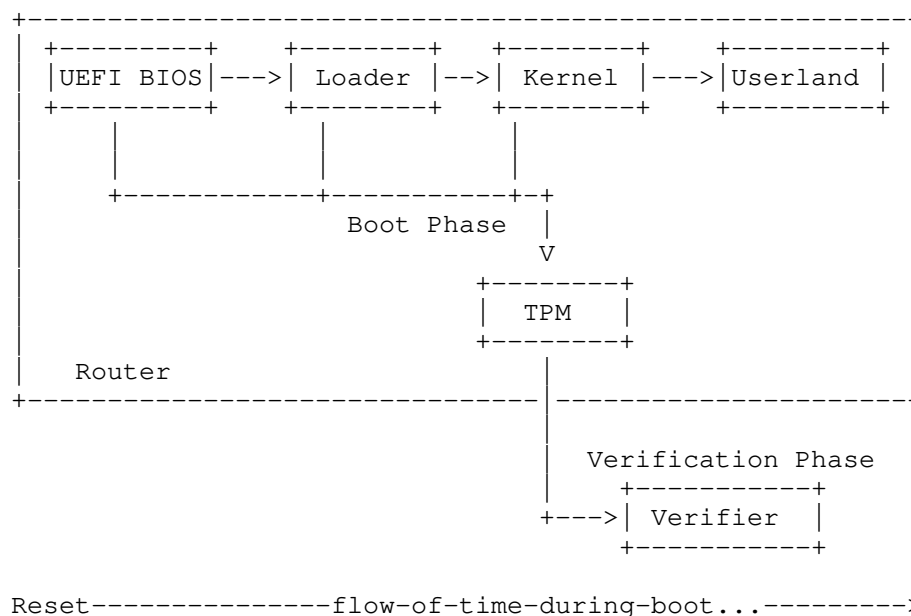 UEFI BIOS Loader Kernel Userland
Boot Phase
V
TPM
Router
Verification Phase
Verifier
Reset---------------flow-of-time-during-boot...--------->